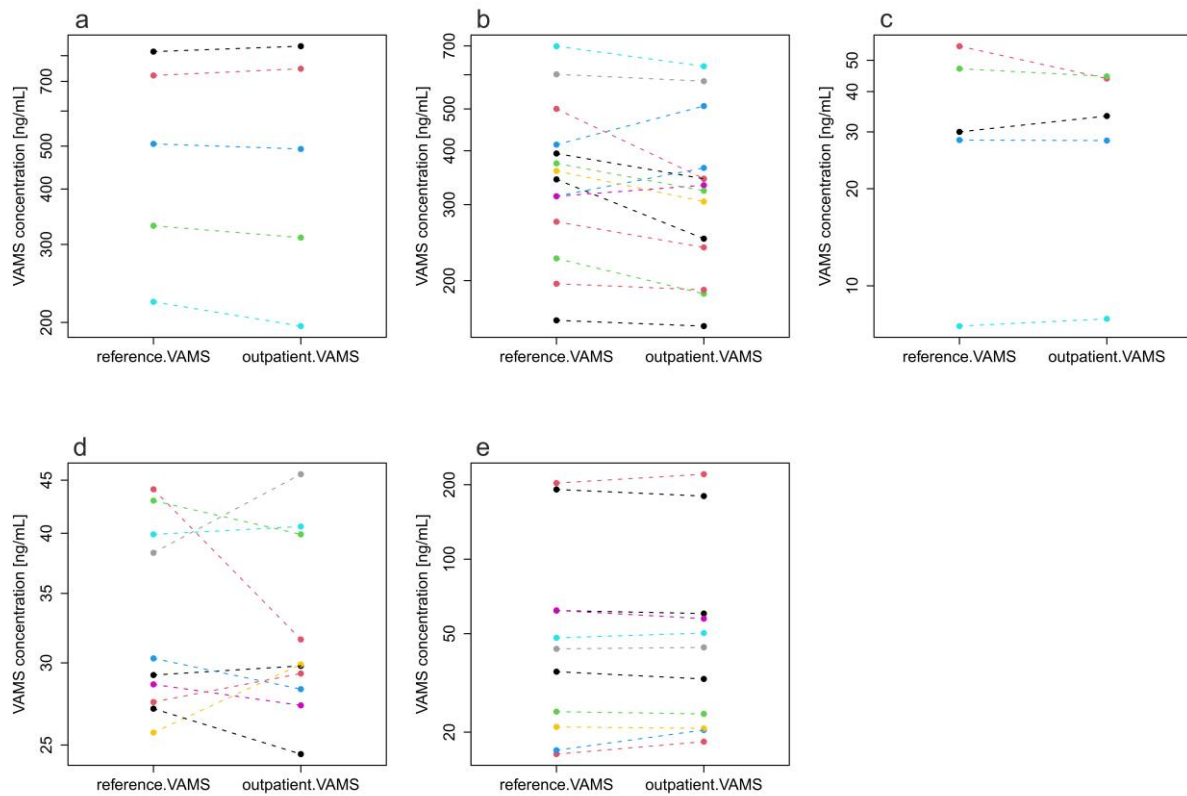 a
b
c
VAMS concentration [ng/mL]
700
500
400
300
200
reference.VAMS
outpatient.VAMS
VAMS concentration [ng/mL]
700
500
400
300
200
reference.VAMS
outpatient.VAMS
VAMS concentration [ng/mL]
50
40
30
20
10
reference.VAMS
outpatient.VAMS
d
e
VAMS concentration [ng/mL]
45
40
35
30
25
reference.VAMS
outpatient.VAMS
VAMS concentration [ng/mL]
200
100
50
20
reference.VAMS
outpatient.VAMS